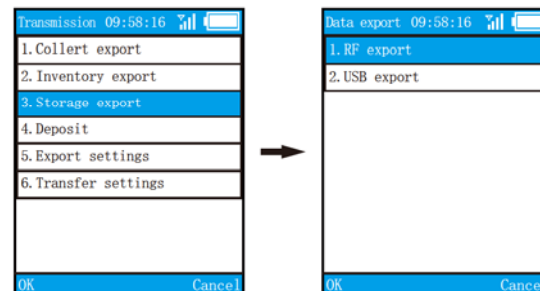 Transmission 09:58:16
1.Collert export
2.Inventory export
3.Storage export
4.Deposit
5.Export settings
6.Transfer settings
OK Cancel
Data export 09:58:16
1.RF export
2.USB export
OK Cancel